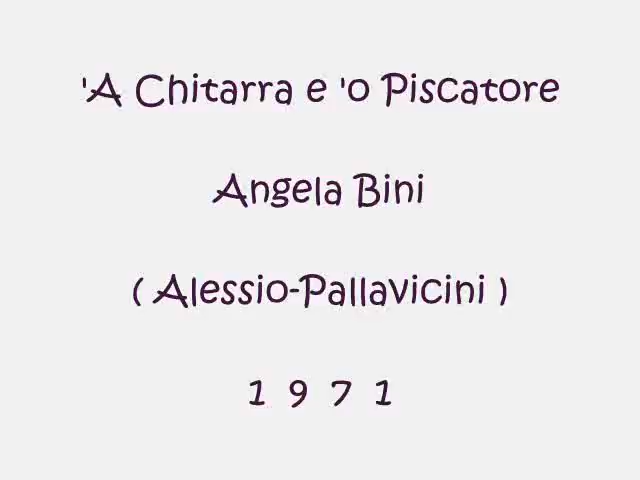 'A Chitarra e 'o Piscatore
Angela Bini
( Alessio-Pallavicini )
1 9 7 1